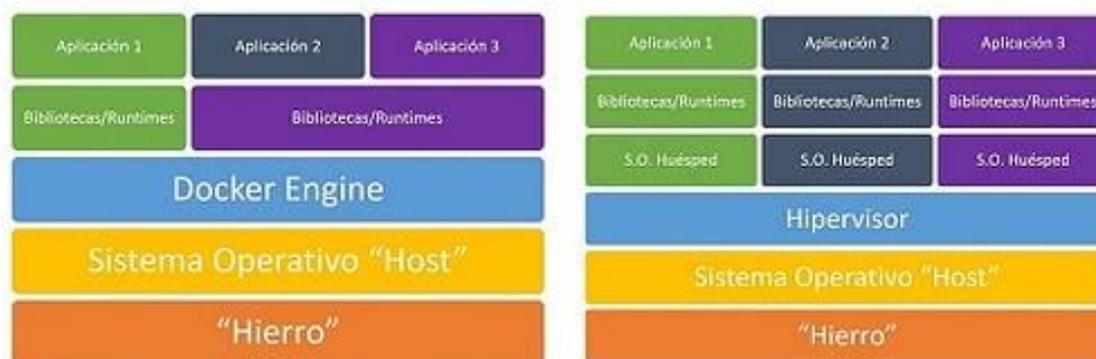 Aplicación 1 Aplicación 2 Aplicación 3
Bibliotecas/Runtimes Bibliotecas/Runtimes
Docker Engine
Sistema Operativo “Host”
“Hierro”
Aplicación 1 Aplicación 2 Aplicación 3
Bibliotecas/Runtimes Bibliotecas/Runtimes Bibliotecas/Runtimes
S.O. Huésped S.O. Huésped S.O. Huésped
Hipervisor
Sistema Operativo “Host”
“Hierro”